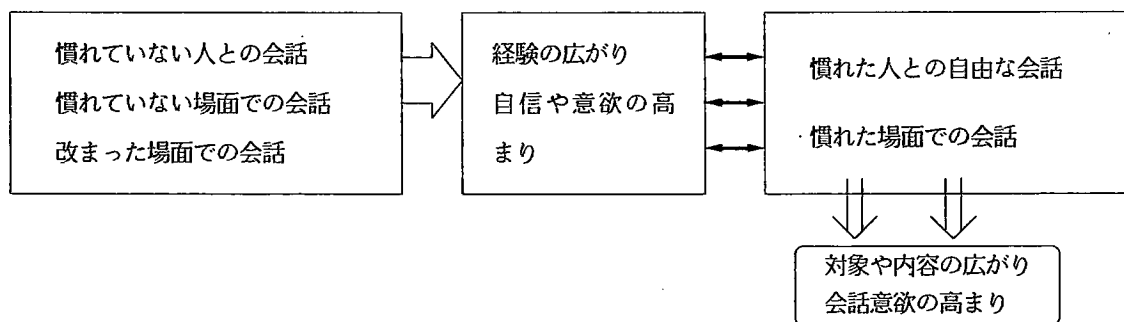 慣れていない人との会話
慣れていない場面での会話
改まった場面での会話
経験の広がり
自信や意欲の高
まり
慣れた人との自由な会話
慣れた場面での会話
対象や内容の広がり
会話意欲の高まり